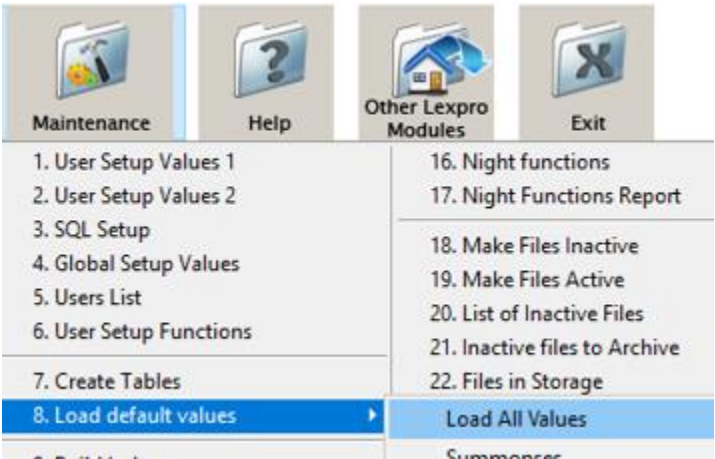 Maintenance
Help
Other Lexpro
Modules
Exit
1. User Setup Values 1
2. User Setup Values 2
3. SQL Setup
4. Global Setup Values
5. Users List
6. User Setup Functions
7. Create Tables
8. Load default values
16. Night functions
17. Night Functions Report
18. Make Files Inactive
19. Make Files Active
20. List of Inactive Files
21. Inactive files to Archive
22. Files in Storage
Load All Values
Summonses